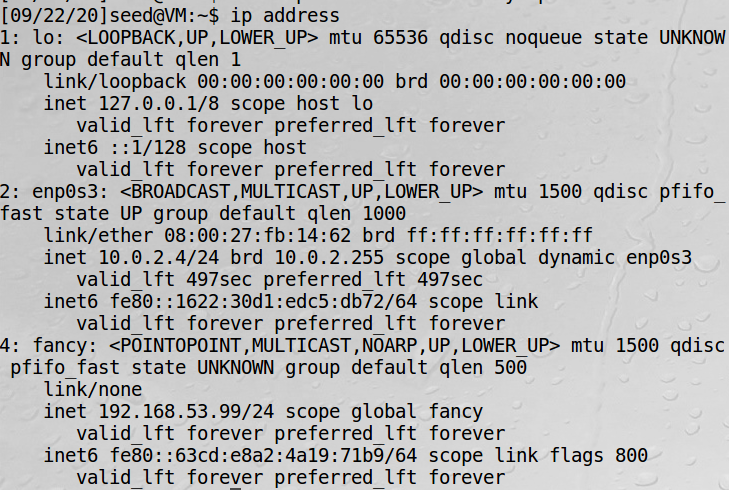 [09/22/20]seed@VM:~$ ip address
1: lo: <LOOPBACK,UP,LOWER_UP> mtu 65536 qdisc noqueue state UNKNOW
N group default qlen 1
    link/loopback 00:00:00:00:00:00 brd 00:00:00:00:00:00
    inet 127.0.0.1/8 scope host lo
       valid_lft forever preferred_lft forever
    inet6 ::1/128 scope host
       valid_lft forever preferred_lft forever
2: enp0s3: <BROADCAST,MULTICAST,UP,LOWER_UP> mtu 1500 qdisc pfifo_
fast state UP group default qlen 1000
    link/ether 08:00:27:fb:14:62 brd ff:ff:ff:ff:ff:ff
    inet 10.0.2.4/24 brd 10.0.2.255 scope global dynamic enp0s3
       valid_lft 497sec preferred_lft 497sec
    inet6 fe80::1622:30d1:edc5:db72/64 scope link
       valid_lft forever preferred_lft forever
4: fancy: <POINTOPOINT,MULTICAST,NOARP,UP,LOWER_UP> mtu 1500 qdisc
 pfifo_fast state UNKNOWN group default qlen 500
    link/none
    inet 192.168.53.99/24 scope global fancy
       valid_lft forever preferred_lft forever
    inet6 fe80::63cd:e8a2:4a19:71b9/64 scope link flags 800
       valid_lft forever preferred_lft forever